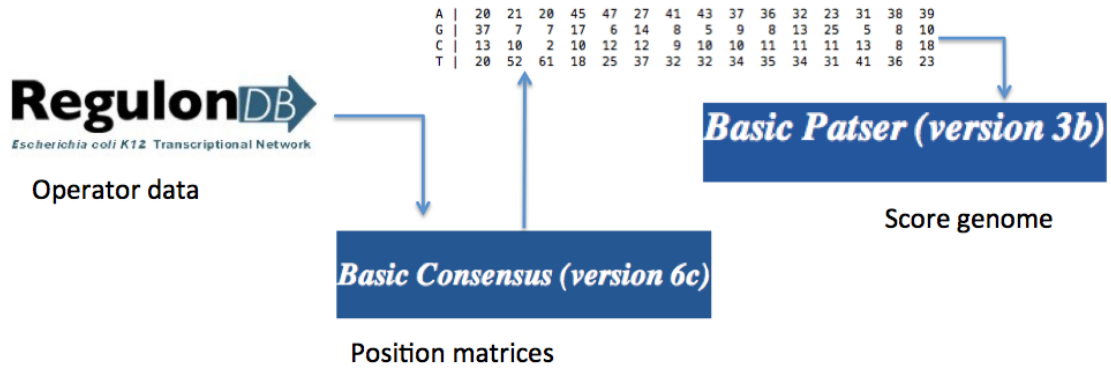 A | 20 21 20 45 47 27 41 43 37 36 32 23 31 38 39
G | 37 7 7 17 6 14 8 5 9 8 13 25 5 8 10
C | 13 10 2 10 12 12 9 10 10 11 11 11 13 8 18
T | 20 52 61 18 25 37 32 32 34 35 34 31 41 36 23
RegulonDB
Escherichia coli K12 Transcriptional Network
Operator data
Basic Patser (version 3b)
Score genome
Basic Consensus (version 6c)
Position matrices